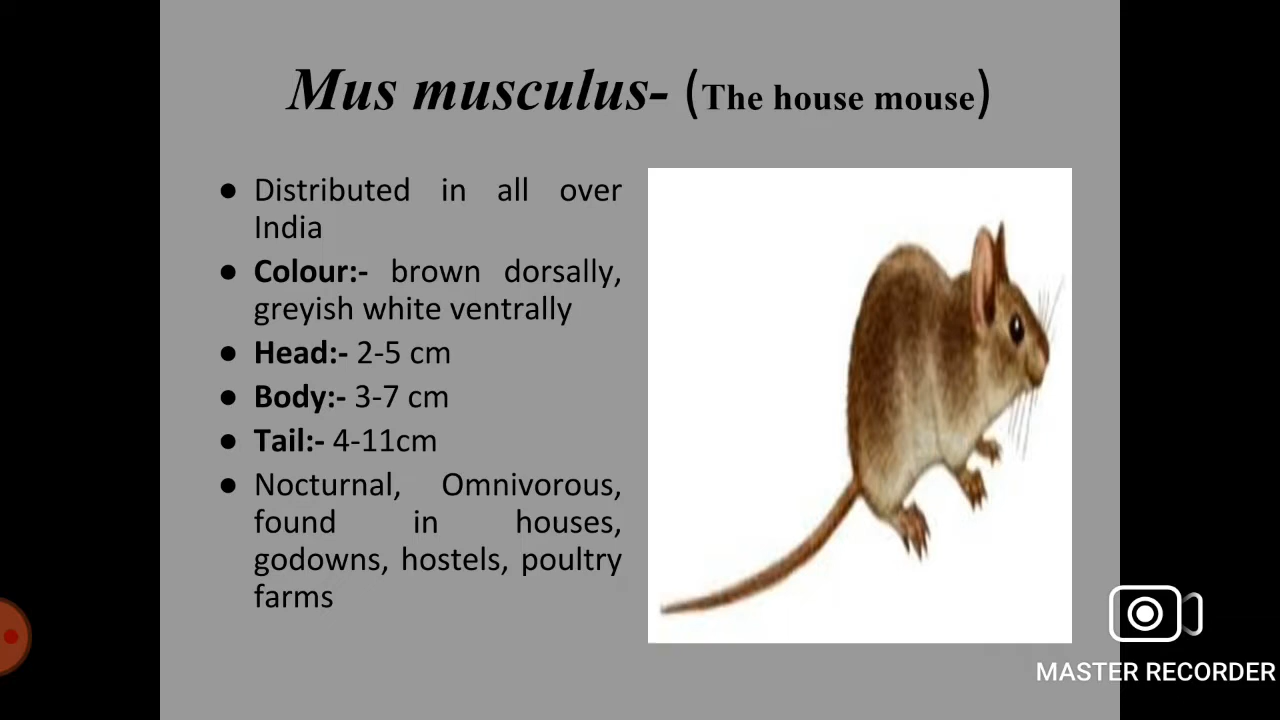 Mus musculus- (The house mouse)
● Distributed in all over
India
● Colour:- brown dorsally,
greyish white ventrally
● Head:- 2-5 cm
● Body:- 3-7 cm
● Tail:- 4-11cm
● Nocturnal, Omnivorous,
found in houses,
godowns, hostels, poultry
farms
MASTER RECORDER